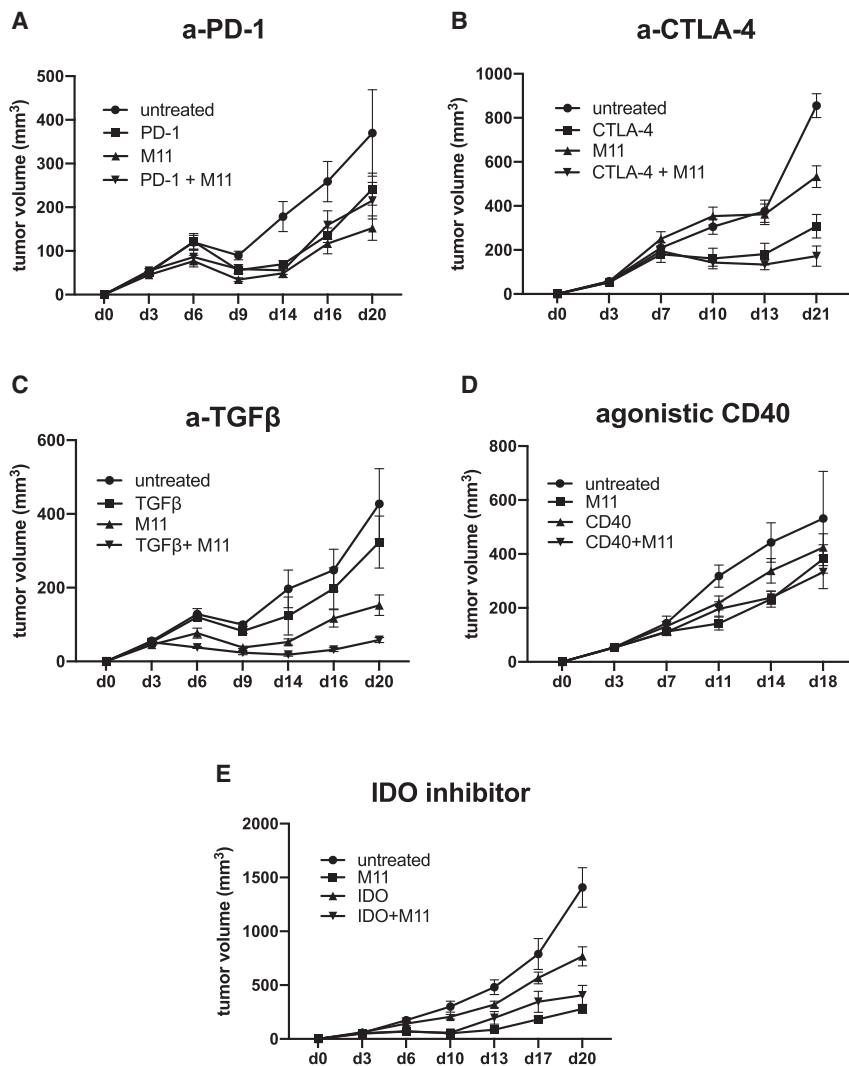 A
a-PD-1
tumor volume (mm³)
500
400
300
200
100
0
untreated
PD-1
M11
PD-1 + M11
d0 d3 d6 d9 d14 d16 d20
B
a-CTLA-4
tumor volume (mm³)
1000
800
600
400
200
0
untreated
CTLA-4
M11
CTLA-4 + M11
d0 d3 d7 d10 d13 d21
C
a-TGFβ
tumor volume (mm³)
600
400
200
0
untreated
TGFβ
M11
TGFβ+ M11
d0 d3 d6 d9 d14 d16 d20
D
agonistic CD40
tumor volume (mm³)
800
600
400
200
0
untreated
M11
CD40
CD40+M11
d0 d3 d7 d11 d14 d18
E
IDO inhibitor
tumor volume (mm³)
2000
1500
1000
500
0
untreated
M11
IDO
IDO+M11
d0 d3 d6 d10 d13 d17 d20